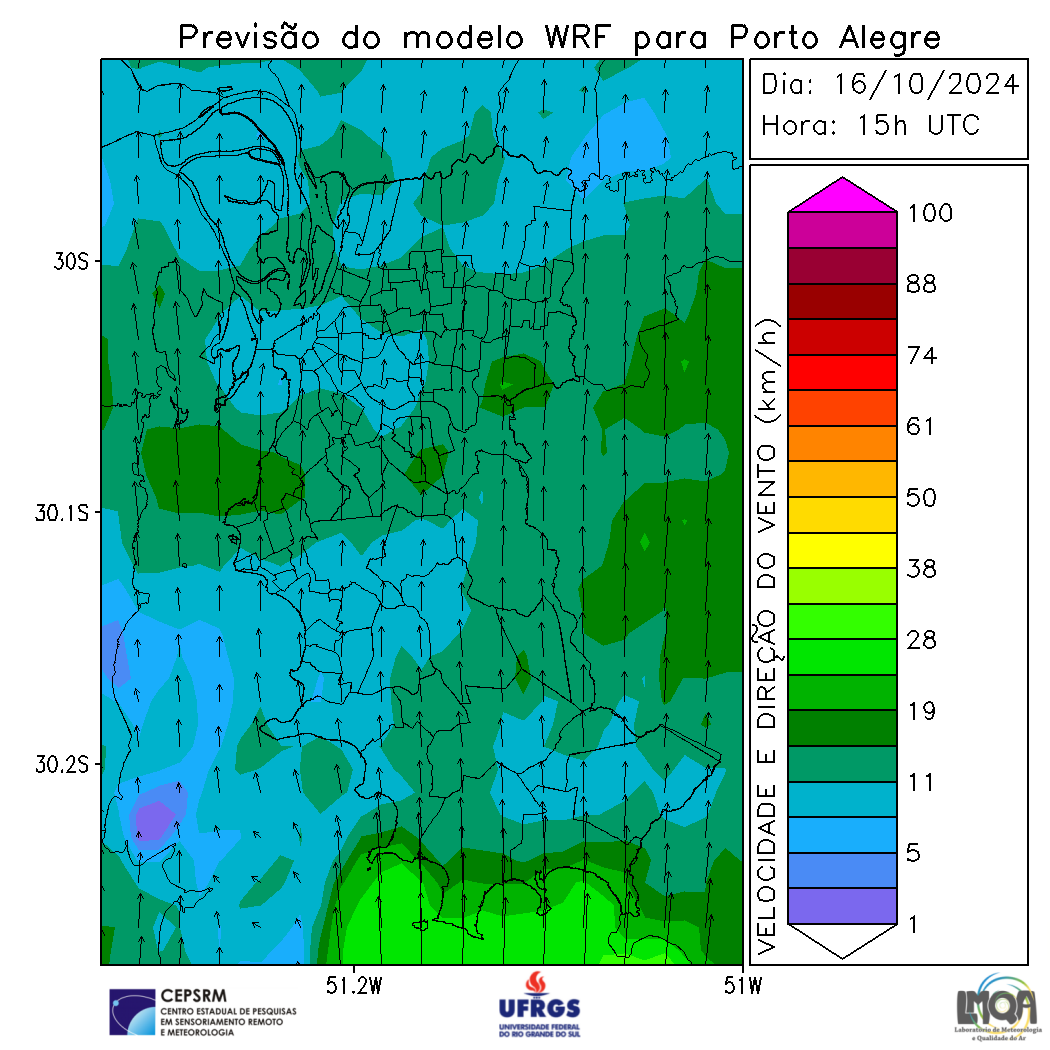 Previsão do modelo WRF para Porto Alegre
Dia: 16/10/2024
Hora: 15h UTC
30S
30.1S
30.2S
51.2W
51W
VELOCIDADE E DIREÇÃO DO VENTO (km/h)
100
88
74
61
50
38
28
19
11
5
1
CEPSRM
CENTRO ESTADUAL DE PESQUISAS
EM SENSORIAMENTO REMOTO
E METEOROLOGIA
UFRGS
UNIVERSIDADE FEDERAL
DO RIO GRANDE DO SUL
LMQA
Laboratório de Meteorologia
e Qualidade do Ar